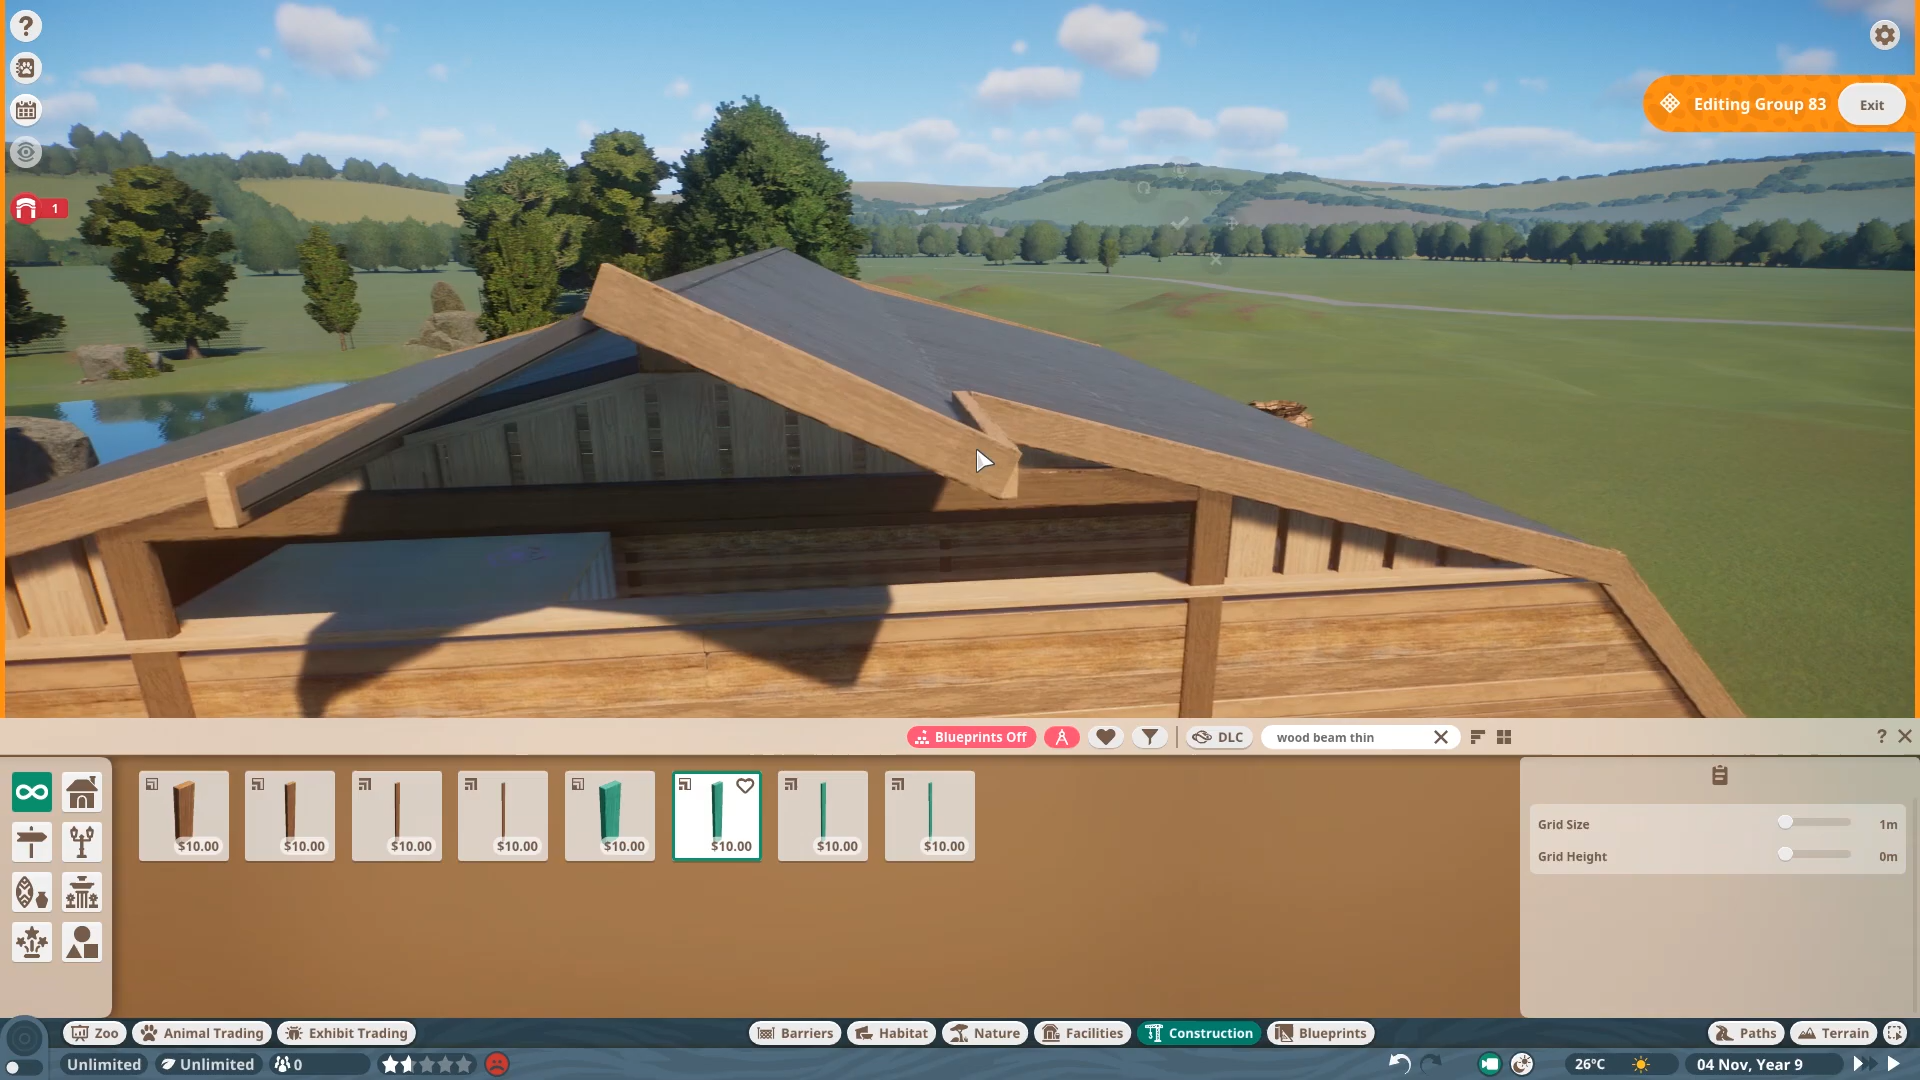 ?
Editing Group 83
Exit
1
Blueprints Off
DLC
wood beam thin
?
$10.00
$10.00
$10.00
$10.00
$10.00
$10.00
$10.00
$10.00
Grid Size
1m
Grid Height
0m
Zoo
Animal Trading
Exhibit Trading
Barriers
Habitat
Nature
Facilities
Construction
Blueprints
Paths
Terrain
Unlimited
Unlimited
0
26°C
04 Nov, Year 9